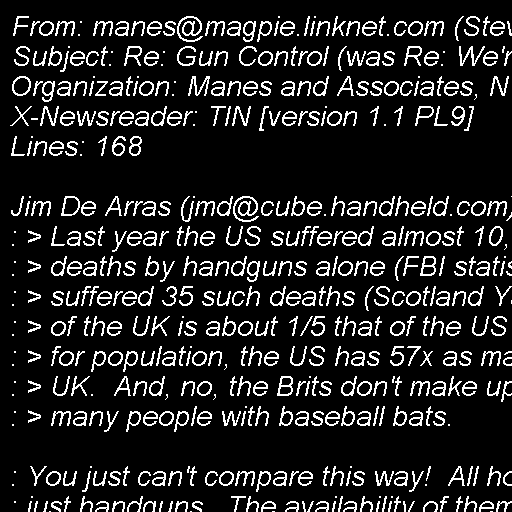 From: manes@magpie.linknet.com (Stev
Subject: Re: Gun Control (was Re: We'r
Organization: Manes and Associates, N
X-Newsreader: TIN [version 1.1 PL9]
Lines: 168

Jim De Arras (jmd@cube.handheld.com)
: > Last year the US suffered almost 10,
: > deaths by handguns alone (FBI statis
: > suffered 35 such deaths (Scotland Ya
: > of the UK is about 1/5 that of the US
: > for population, the US has 57x as ma
: > UK.  And, no, the Brits don't make up
: > many people with baseball bats.

: You just can't compare this way!  All ho
: just handguns.  The availability of them